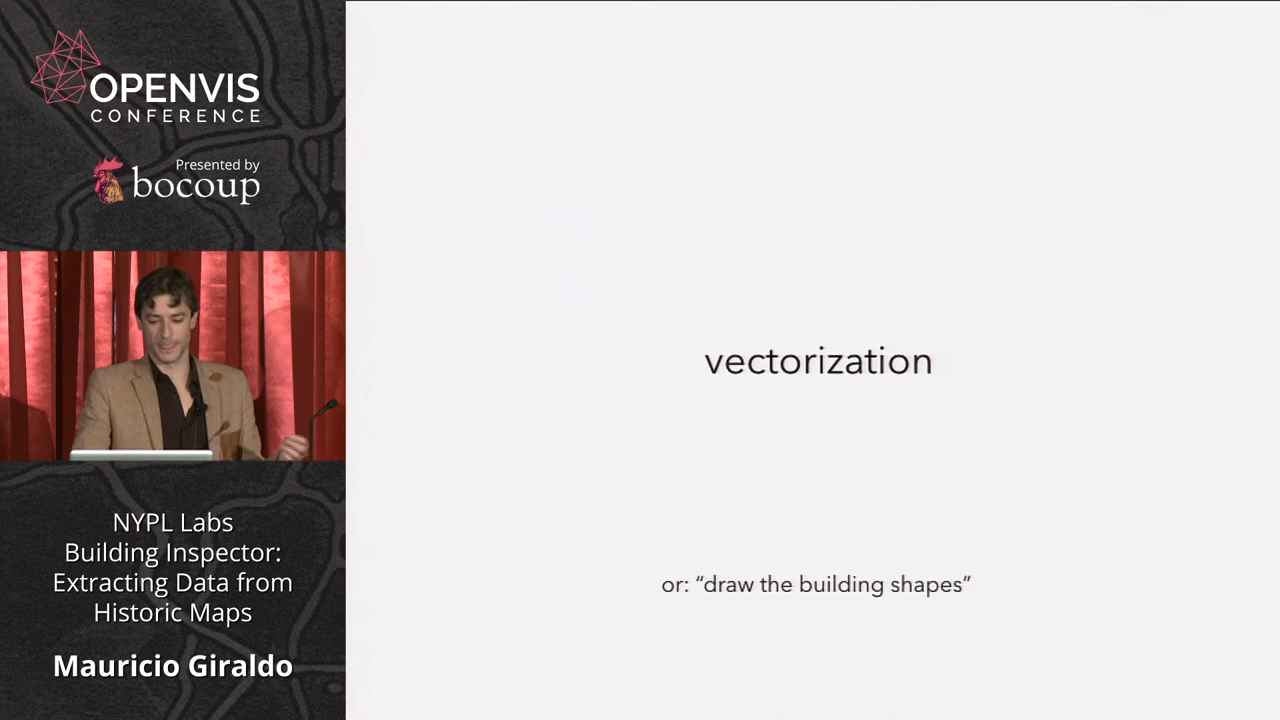 OPENVIS
CONFERENCE
Presented by
bocoup
NYPL Labs
Building Inspector:
Extracting Data from
Historic Maps
Mauricio Giraldo
vectorization
or: “draw the building shapes”